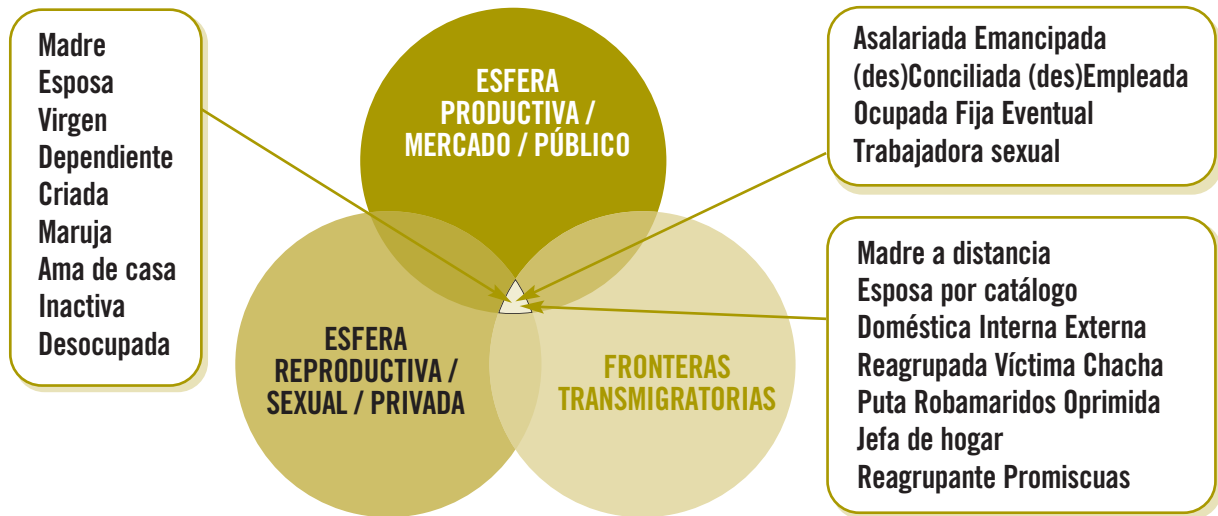 Madre
Esposa
Virgen
Dependiente
Criada
Maruja
Ama de casa
Inactiva
Desocupada
ESFERA
PRODUCTIVA /
MERCADO / PÚBLICO
Asalariada Emancipada
(des)Conciliada (des)Empleada
Ocupada Fija Eventual
Trabajadora sexual
ESFERA
REPRODUCTIVA /
SEXUAL / PRIVADA
FRONTERAS
TRANSMIGRATORIAS
Madre a distancia
Esposa por catálogo
Doméstica Interna Externa
Reagrupada Víctima Chacha
Puta Robamaridos Oprimida
Jefa de hogar
Reagrupante Promiscuas